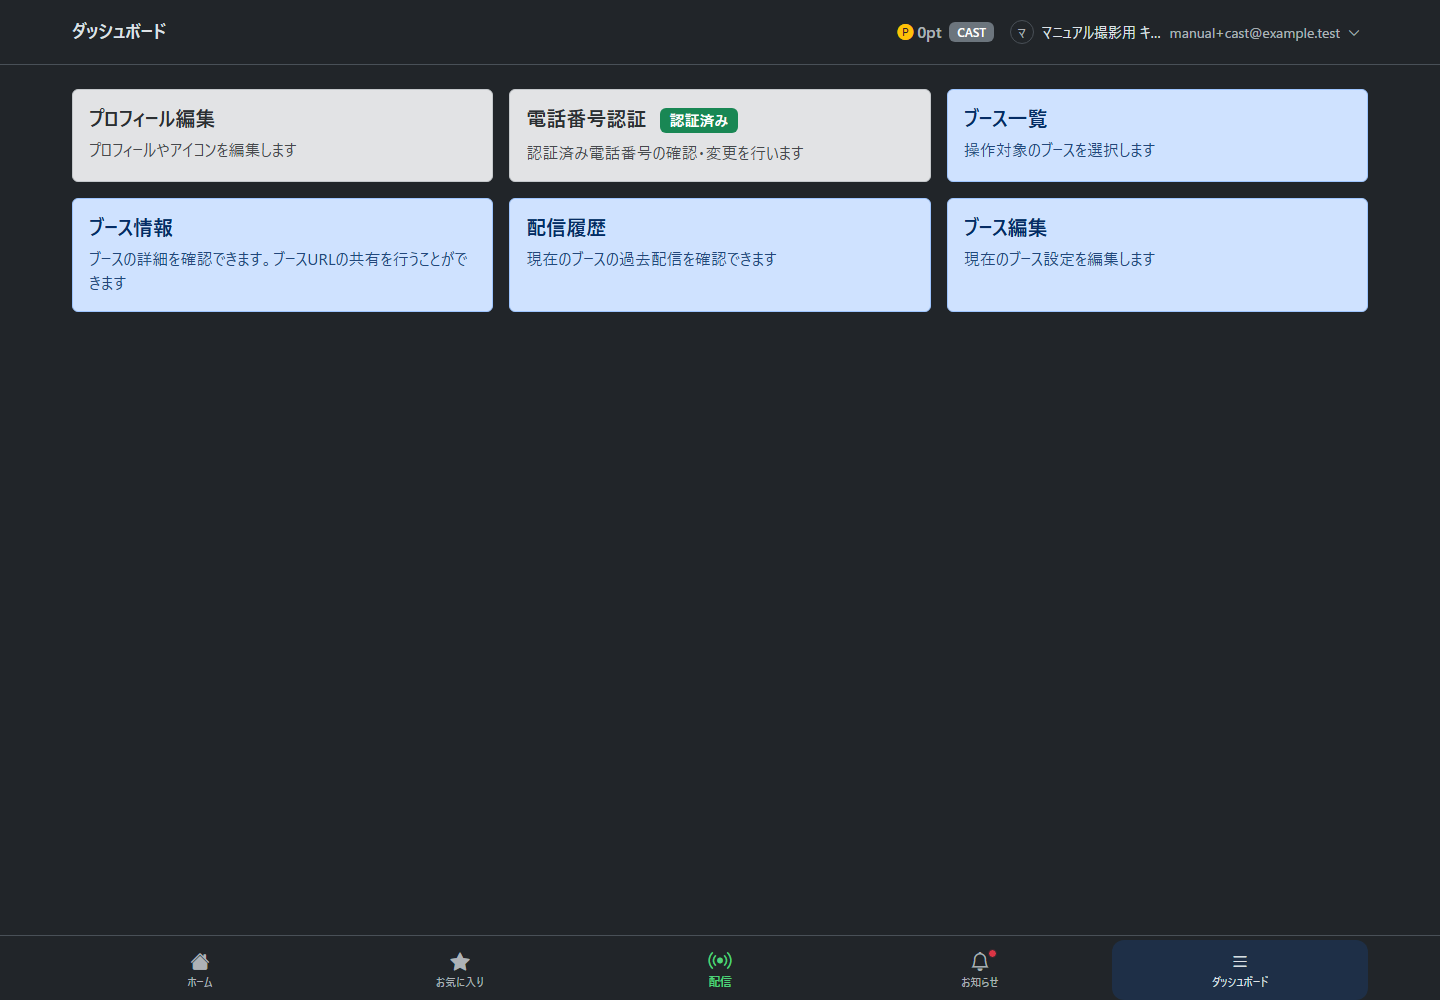 ダッシュボード
P 0pt CAST マ マニュアル撮影用 キ... manual+cast@example.test
プロフィール編集
プロフィールやアイコンを編集します
電話番号認証 認証済み
認証済み電話番号の確認・変更を行います
ブース一覧
操作対象のブースを選択します
ブース情報
ブースの詳細を確認できます。ブースURLの共有を行うことがで
きます
配信履歴
現在のブースの過去配信を確認できます
ブース編集
現在のブース設定を編集します
ホーム
お気に入り
配信
お知らせ
ダッシュボード